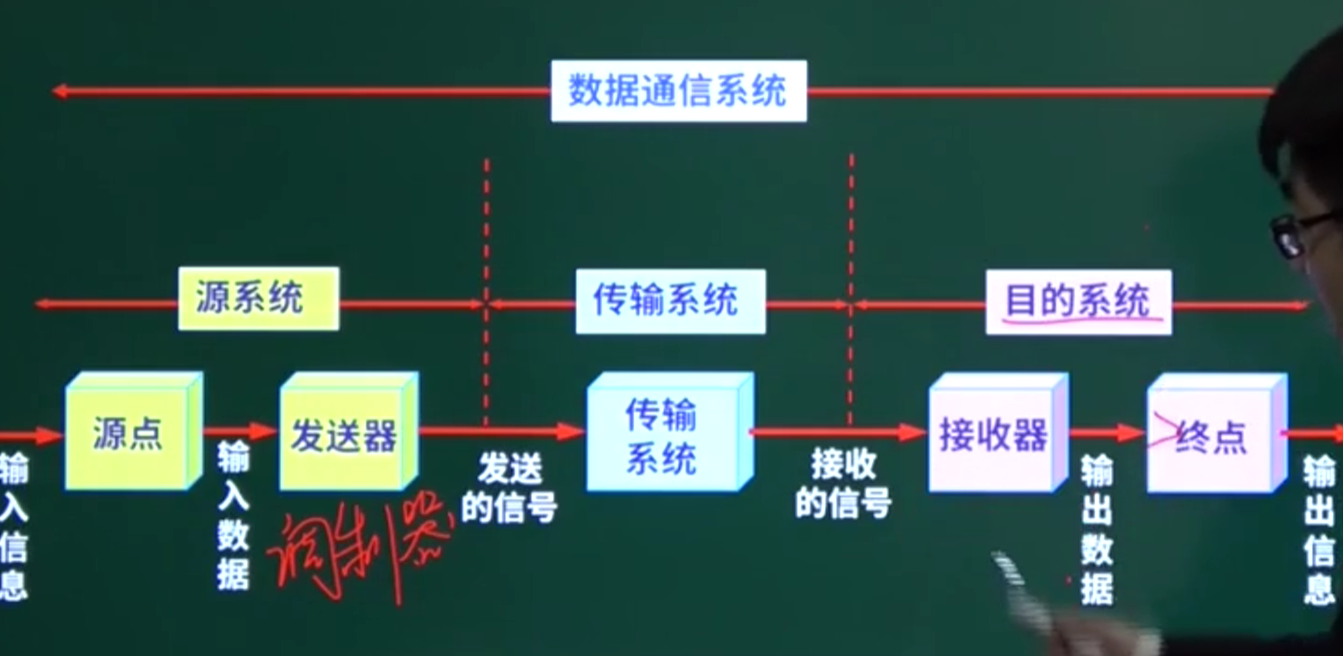 数据通信系统
源系统
传输系统
目的系统
源点
发送器
传输
系统
接收器
终点
输入信息
输入数据
发送
的信号
接收
的信号
输出数据
输出信息
调制器